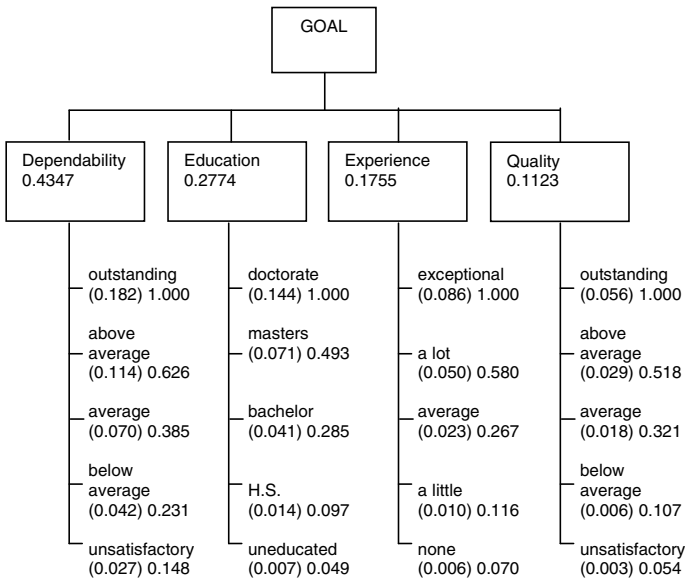 GOAL
Dependability
0.4347
Education
0.2774
Experience
0.1755
Quality
0.1123
outstanding
(0.182) 1.000
above
average
(0.114) 0.626
average
(0.070) 0.385
below
average
(0.042) 0.231
unsatisfactory
(0.027) 0.148
doctorate
(0.144) 1.000
masters
(0.071) 0.493
bachelor
(0.041) 0.285
H.S.
(0.014) 0.097
uneducated
(0.007) 0.049
exceptional
(0.086) 1.000
a lot
(0.050) 0.580
average
(0.023) 0.267
a little
(0.010) 0.116
none
(0.006) 0.070
outstanding
(0.056) 1.000
above
average
(0.029) 0.518
average
(0.018) 0.321
below
average
(0.006) 0.107
unsatisfactory
(0.003) 0.054